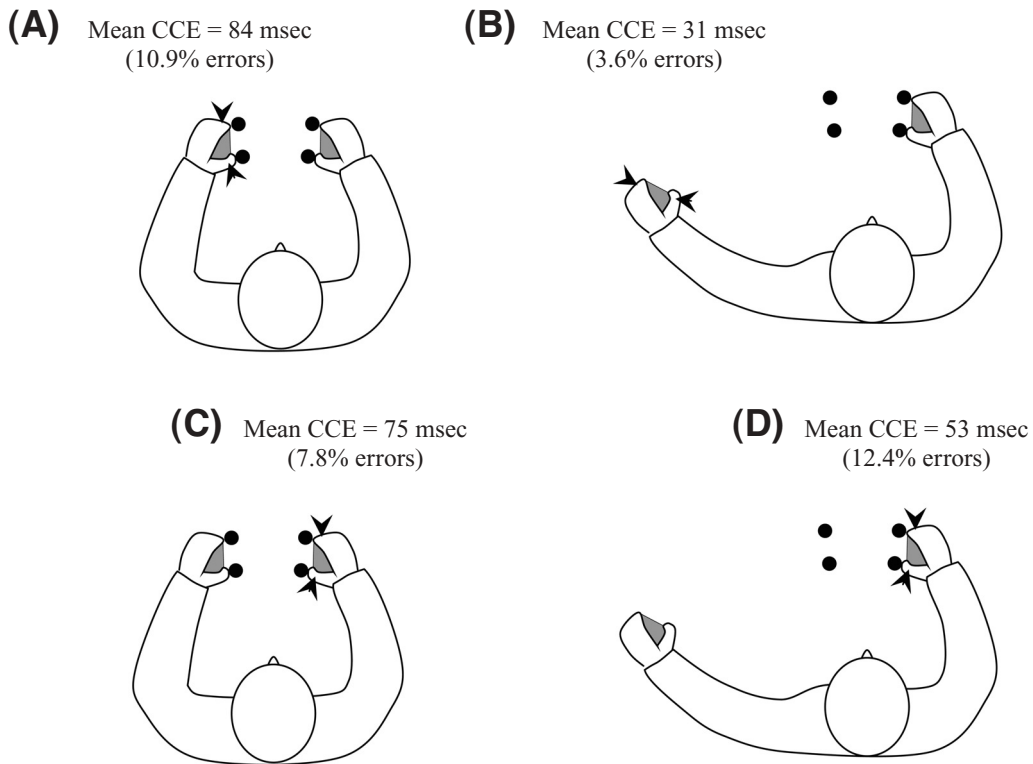 (A) Mean CCE = 84 msec
(10.9% errors)
(B) Mean CCE = 31 msec
(3.6% errors)
(C) Mean CCE = 75 msec
(7.8% errors)
(D) Mean CCE = 53 msec
(12.4% errors)